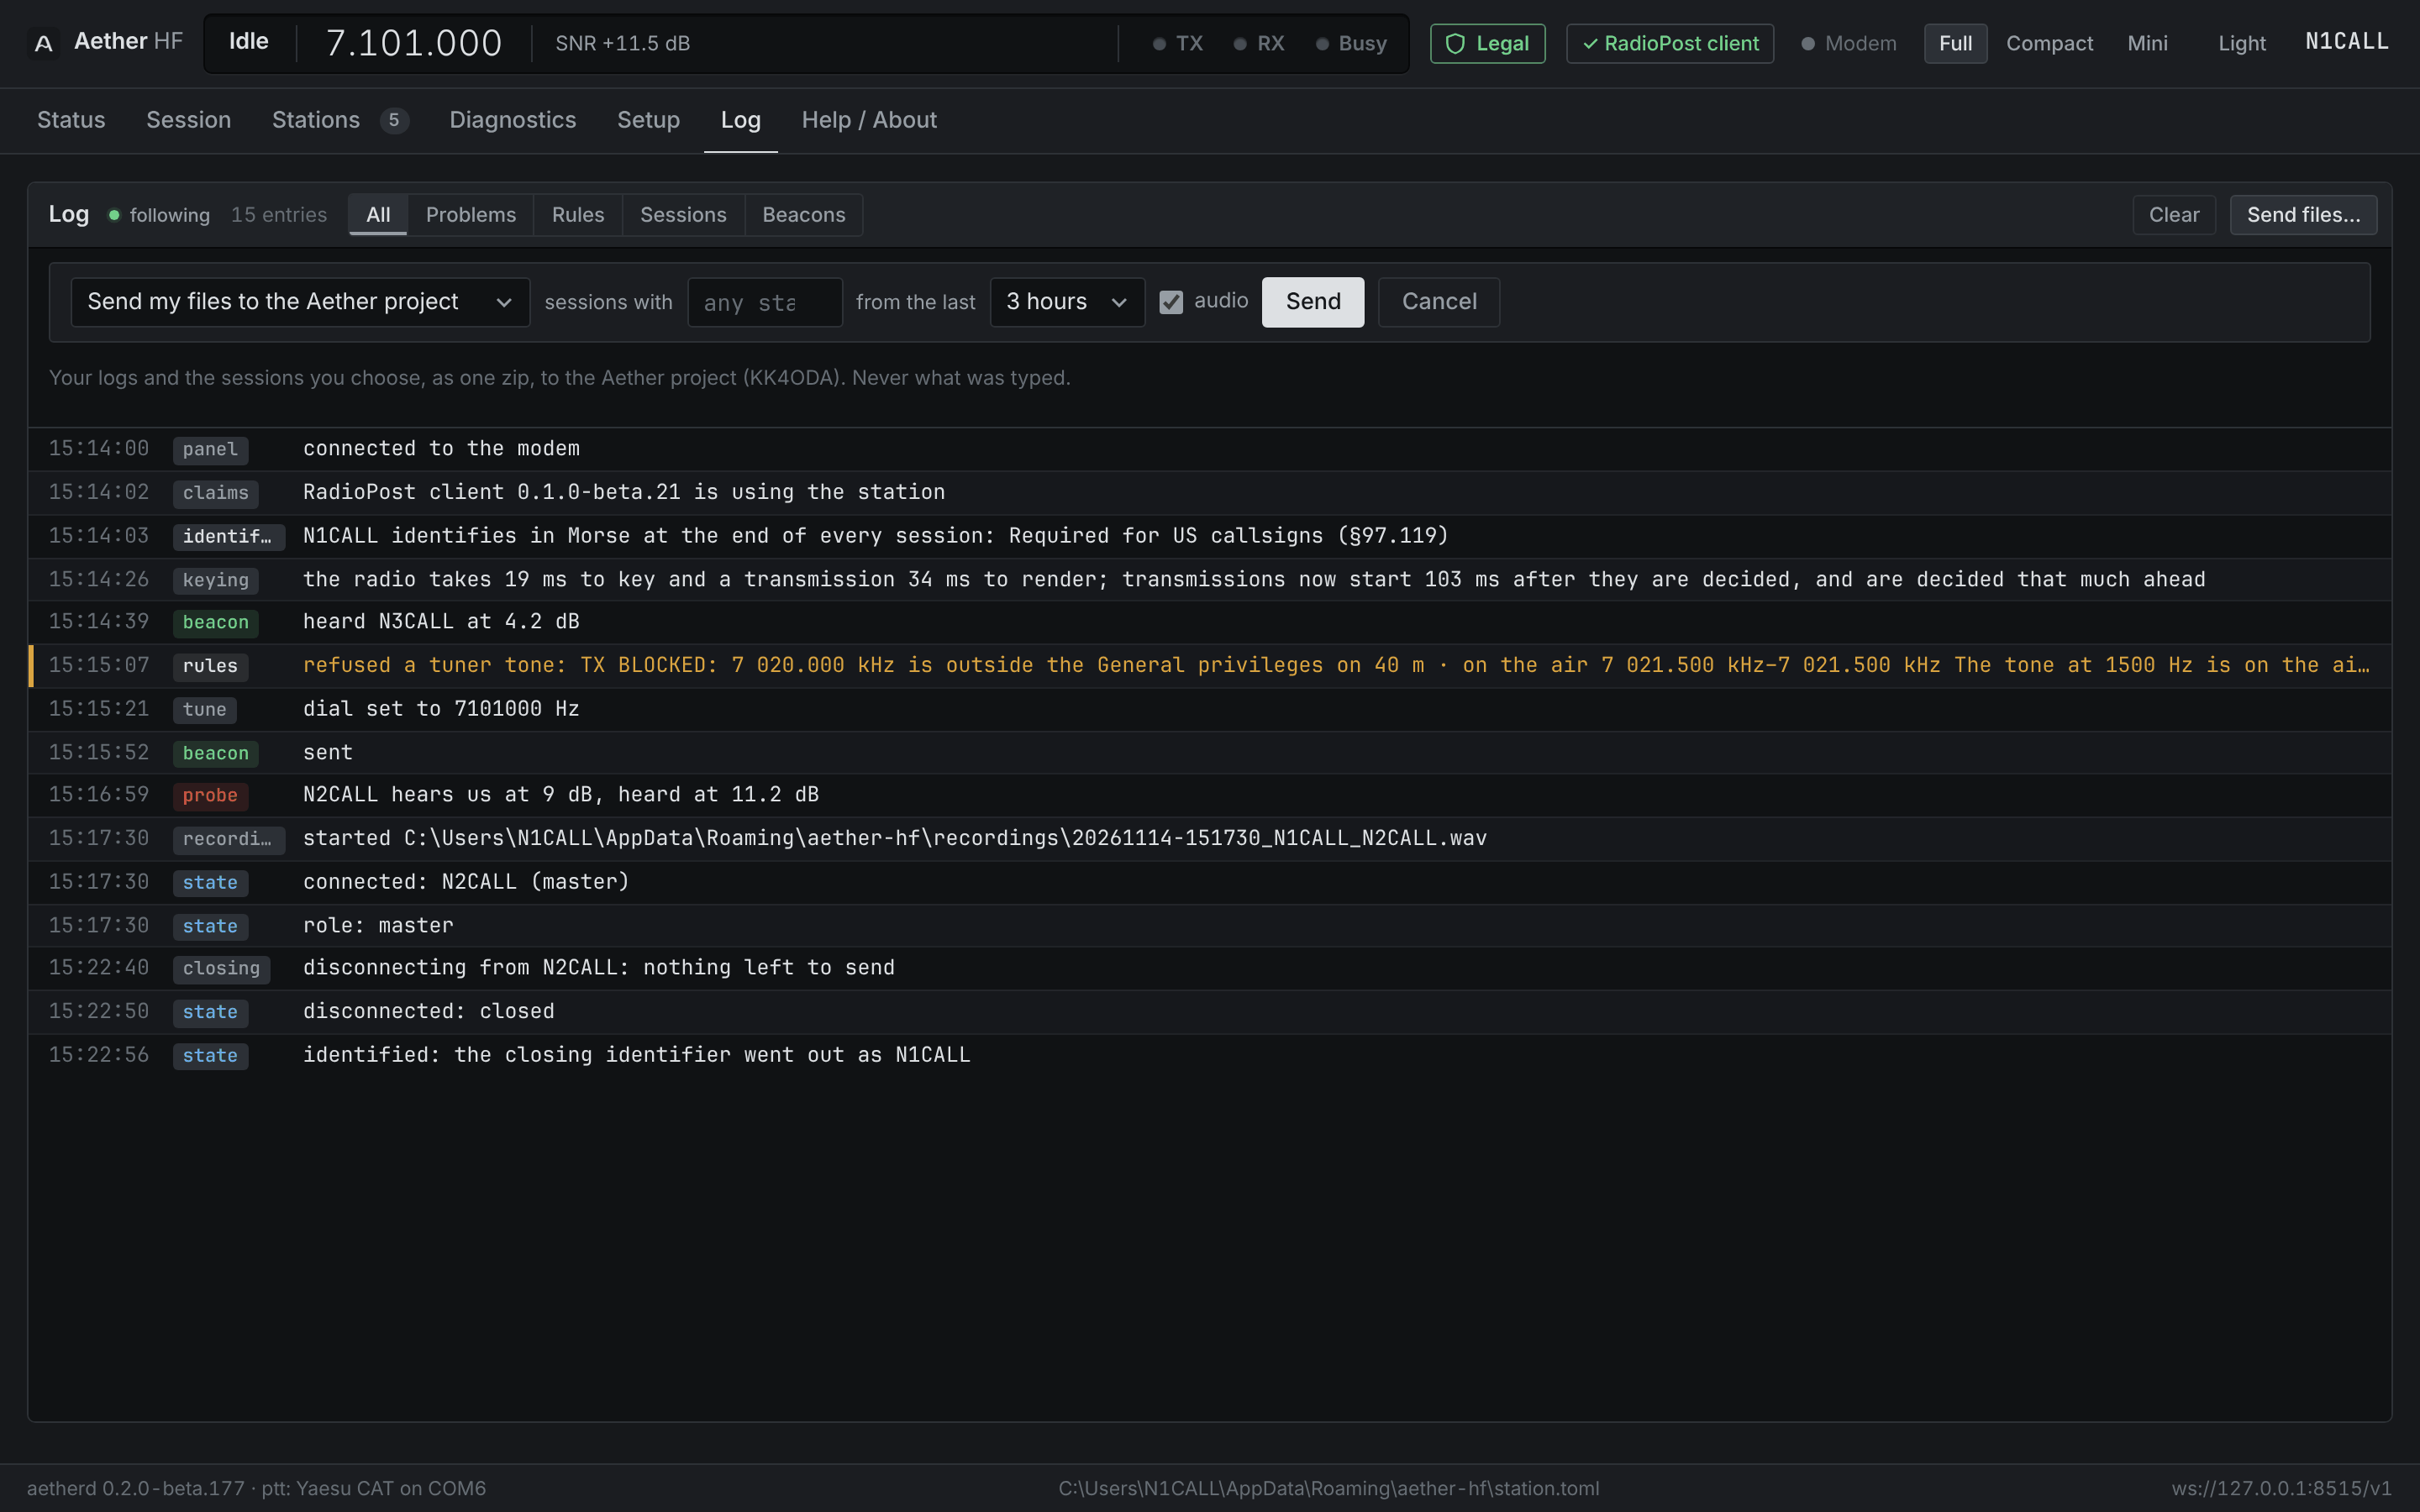 Aether HF Idle 7.101.000 SNR +11.5 dB TX RX Busy Legal ✓ RadioPost client Modem Full Compact Mini Light N1CALL
Status Session Stations 5 Diagnostics Setup Log Help / About
Log following 15 entries All Problems Rules Sessions Beacons Clear Send files...
Send my files to the Aether project sessions with any sta from the last 3 hours audio Send Cancel
Your logs and the sessions you choose, as one zip, to the Aether project (KK4ODA). Never what was typed.
15:14:00 panel connected to the modem
15:14:02 claims RadioPost client 0.1.0-beta.21 is using the station
15:14:03 identif… N1CALL identifies in Morse at the end of every session: Required for US callsigns (§97.119)
15:14:26 keying the radio takes 19 ms to key and a transmission 34 ms to render; transmissions now start 103 ms after they are decided, and are decided that much ahead
15:14:39 beacon heard N3CALL at 4.2 dB
15:15:07 rules refused a tuner tone: TX BLOCKED: 7 020.000 kHz is outside the General privileges on 40 m · on the air 7 021.500 kHz–7 021.500 kHz The tone at 1500 Hz is on the ai…
15:15:21 tune dial set to 7101000 Hz
15:15:52 beacon sent
15:16:59 probe N2CALL hears us at 9 dB, heard at 11.2 dB
15:17:30 recordi… started C:\Users\N1CALL\AppData\Roaming\aether-hf\recordings\20261114-151730_N1CALL_N2CALL.wav
15:17:30 state connected: N2CALL (master)
15:17:30 state role: master
15:22:40 closing disconnecting from N2CALL: nothing left to send
15:22:50 state disconnected: closed
15:22:56 state identified: the closing identifier went out as N1CALL
aetherd 0.2.0-beta.177 · ptt: Yaesu CAT on COM6 C:\Users\N1CALL\AppData\Roaming\aether-hf\station.toml ws://127.0.0.1:8515/v1